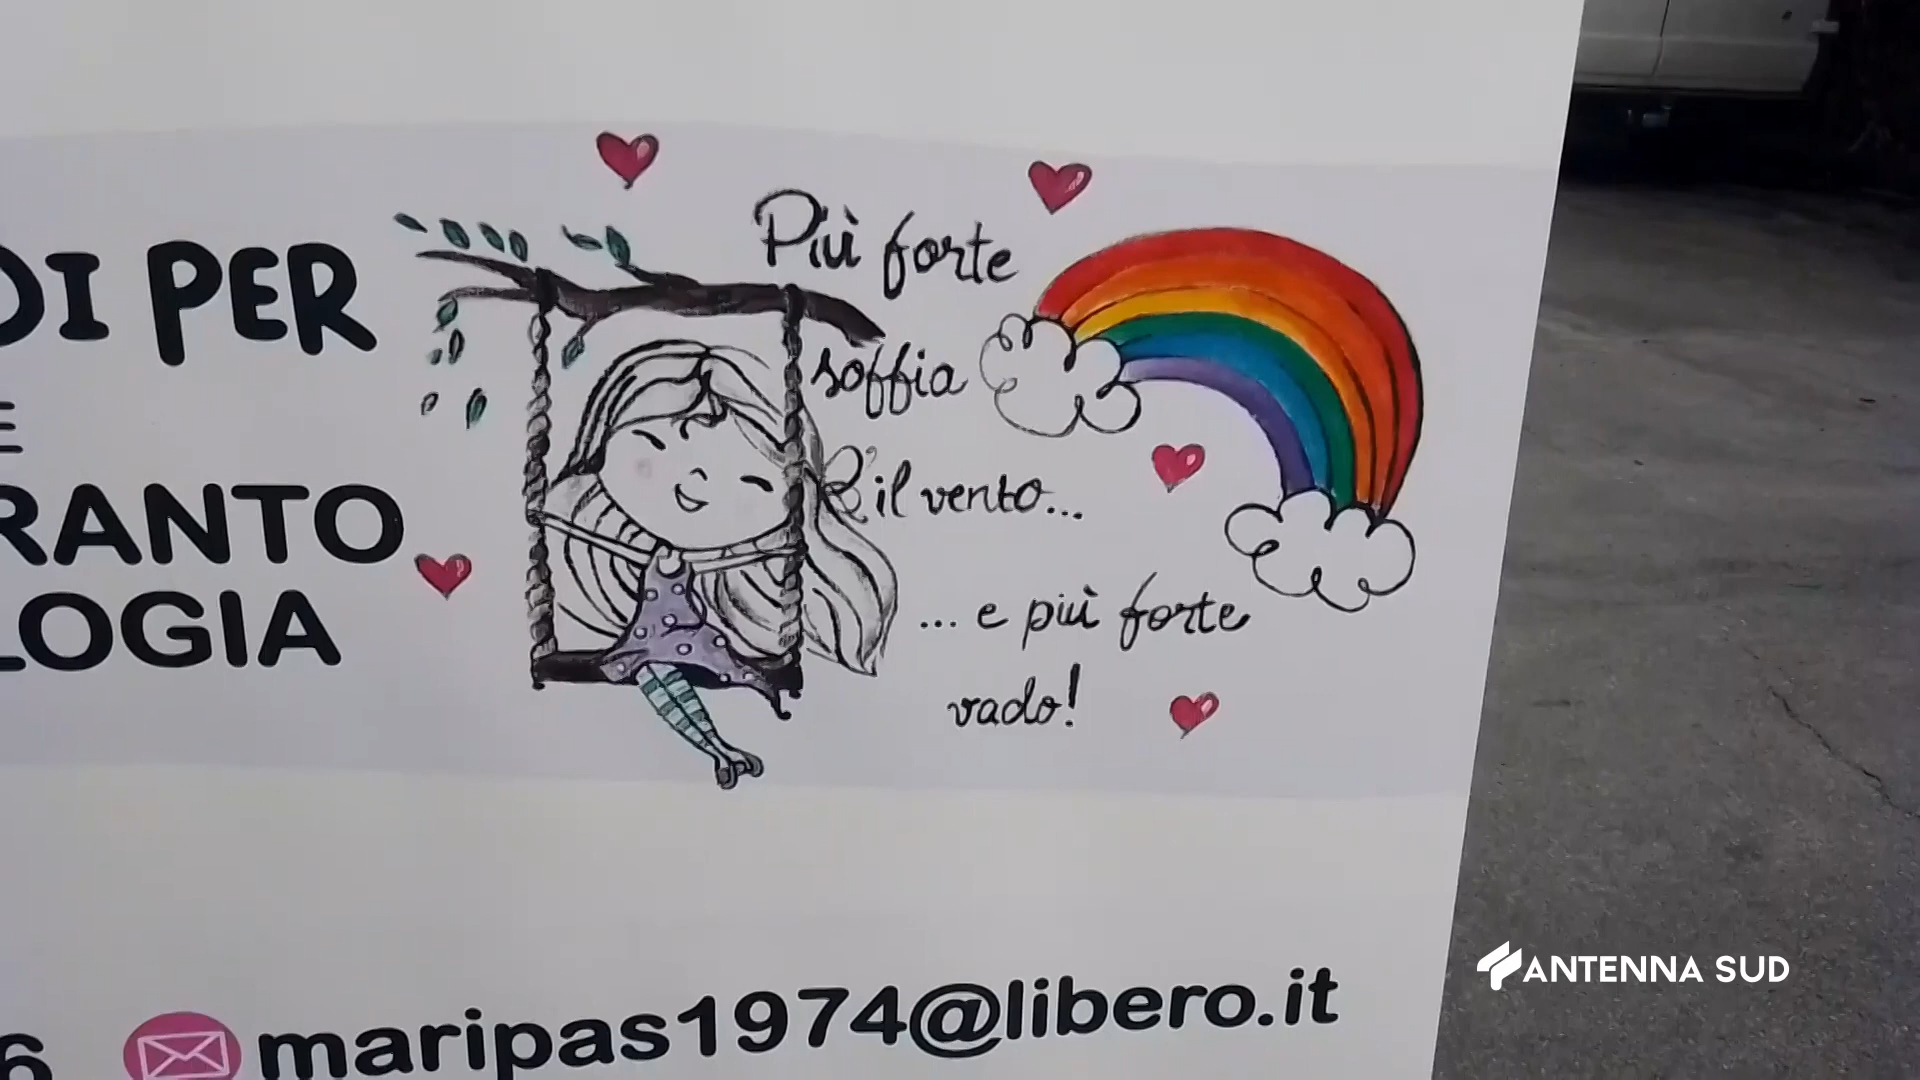 DI PER
E
RANTO
LOGIA
Più forte
soffia
il vento...
... e più forte
vado!
6 maripas1974@libero.it
ANTENNA SUD